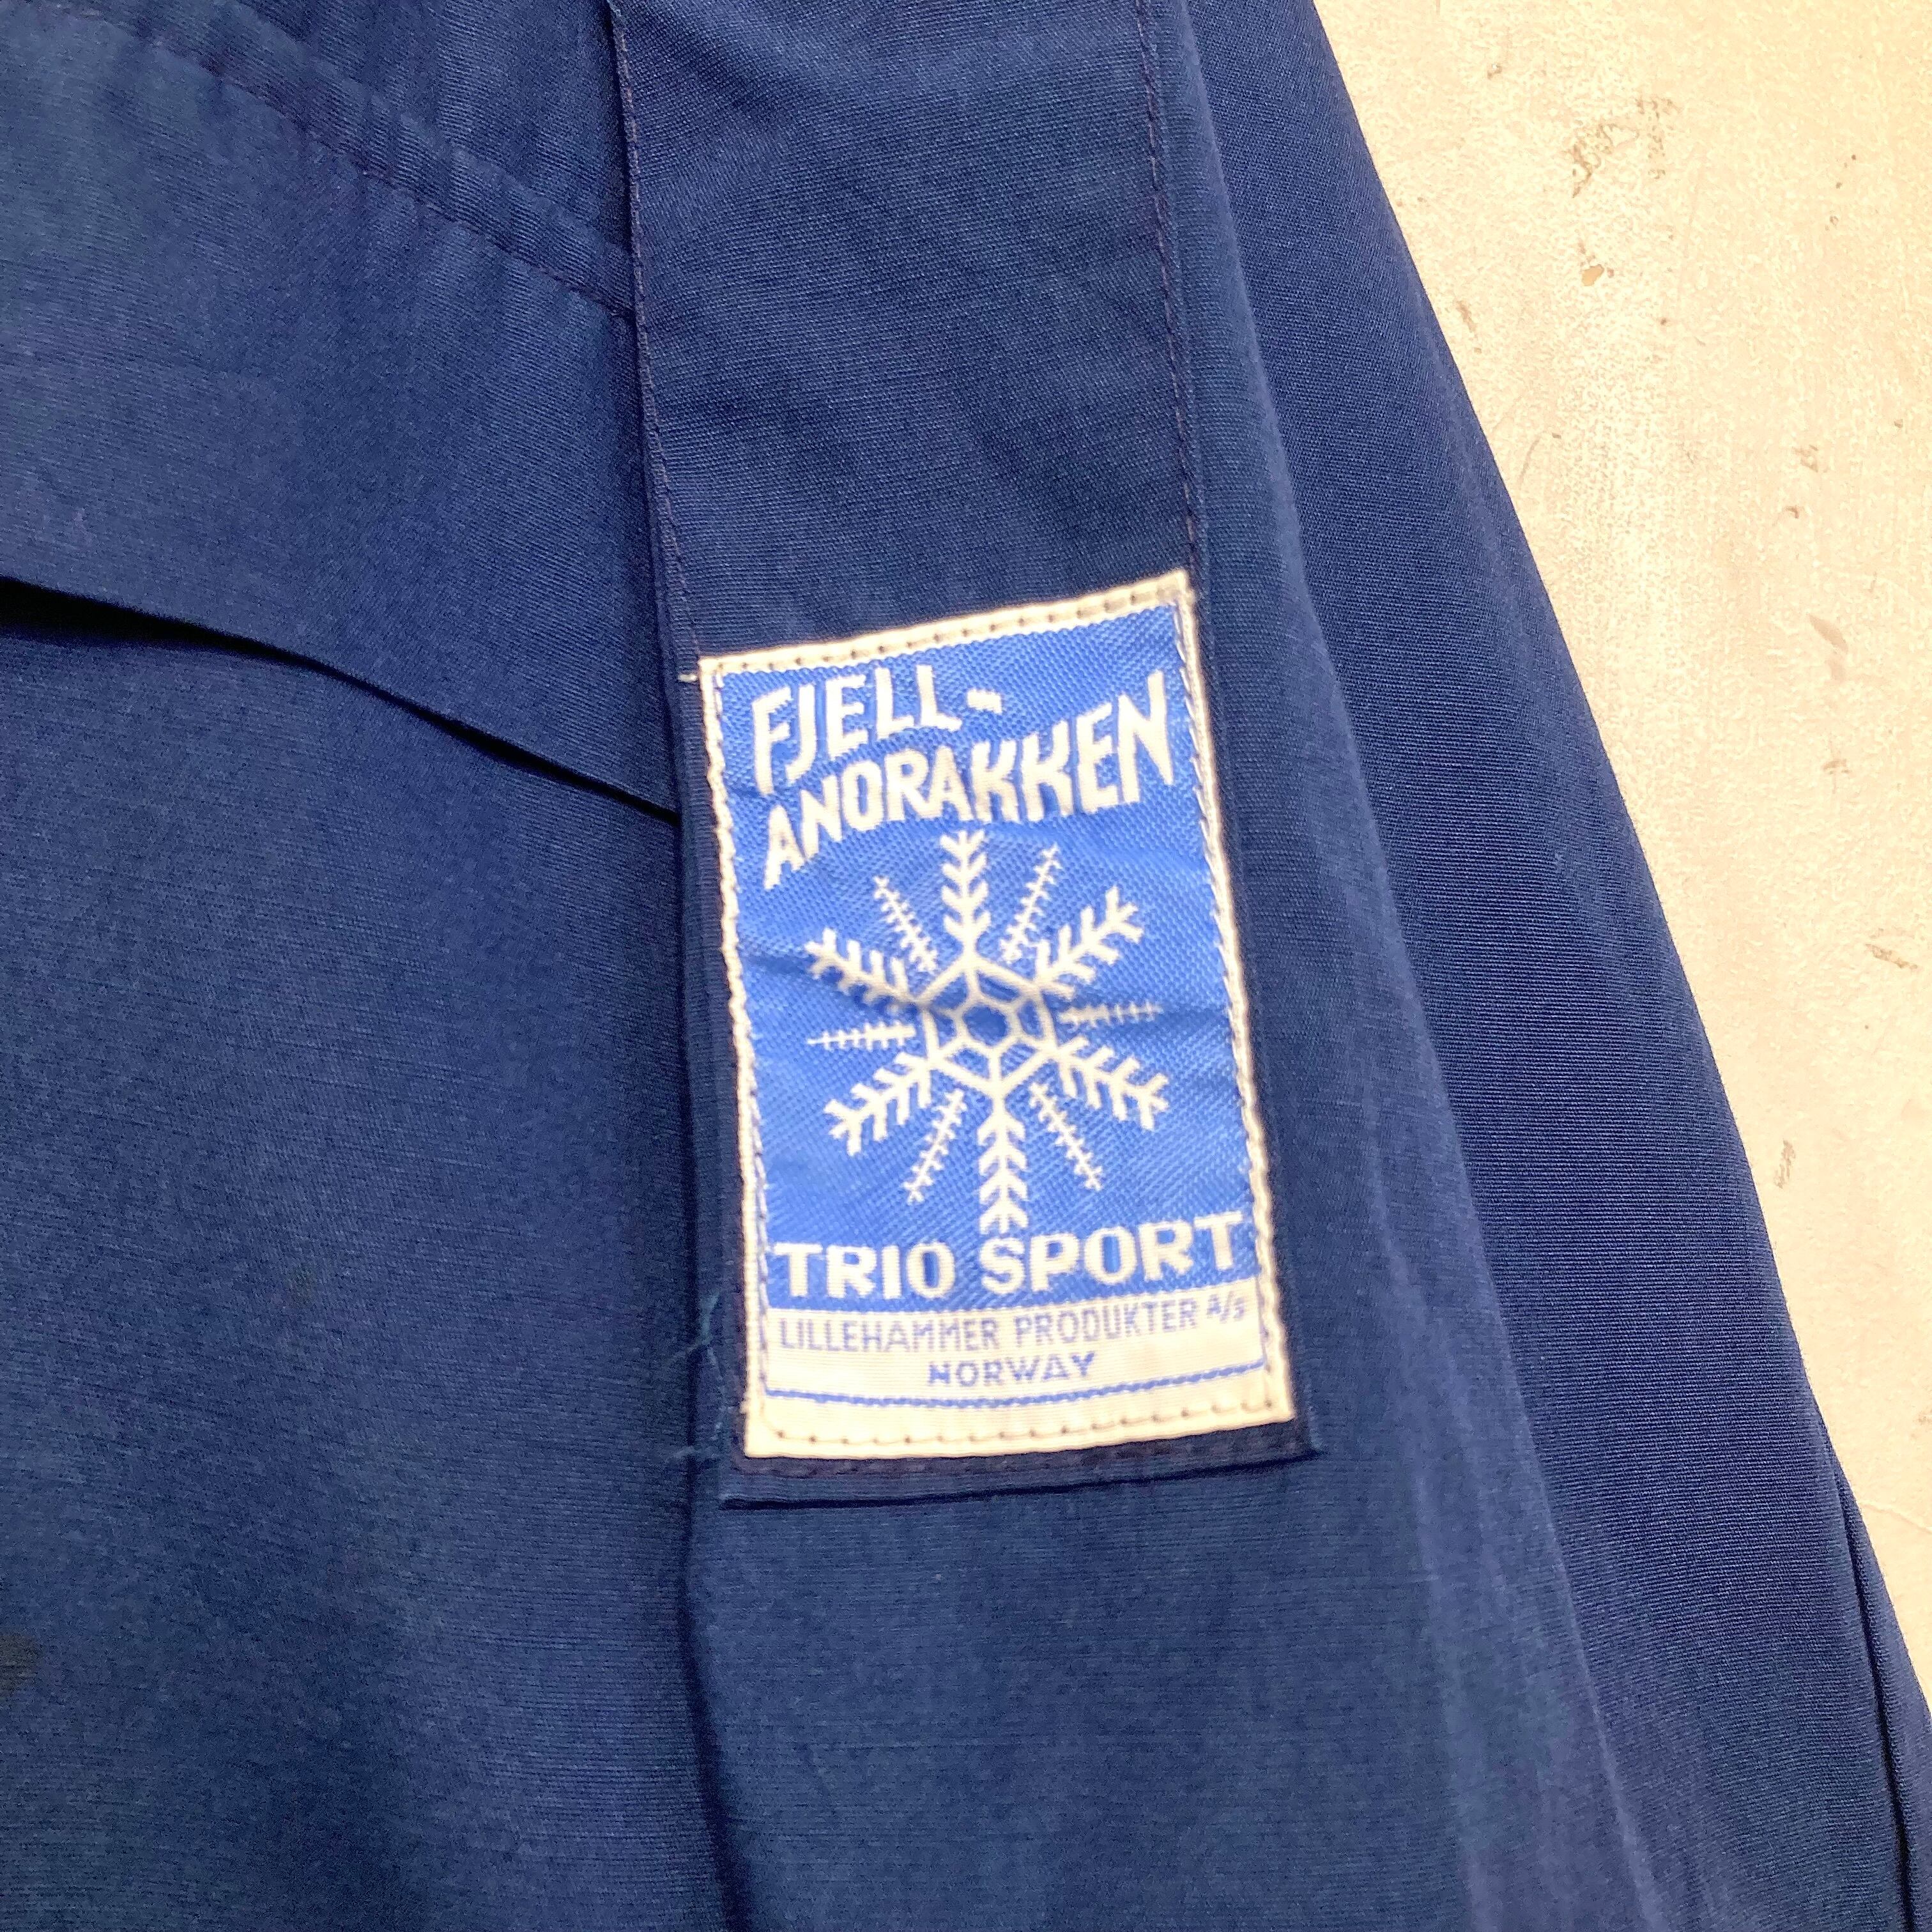 FJELL-
ANORAKKEN
TRIO SPORT
LILLEHAMMER PRODUKTER A/S
NORWAY